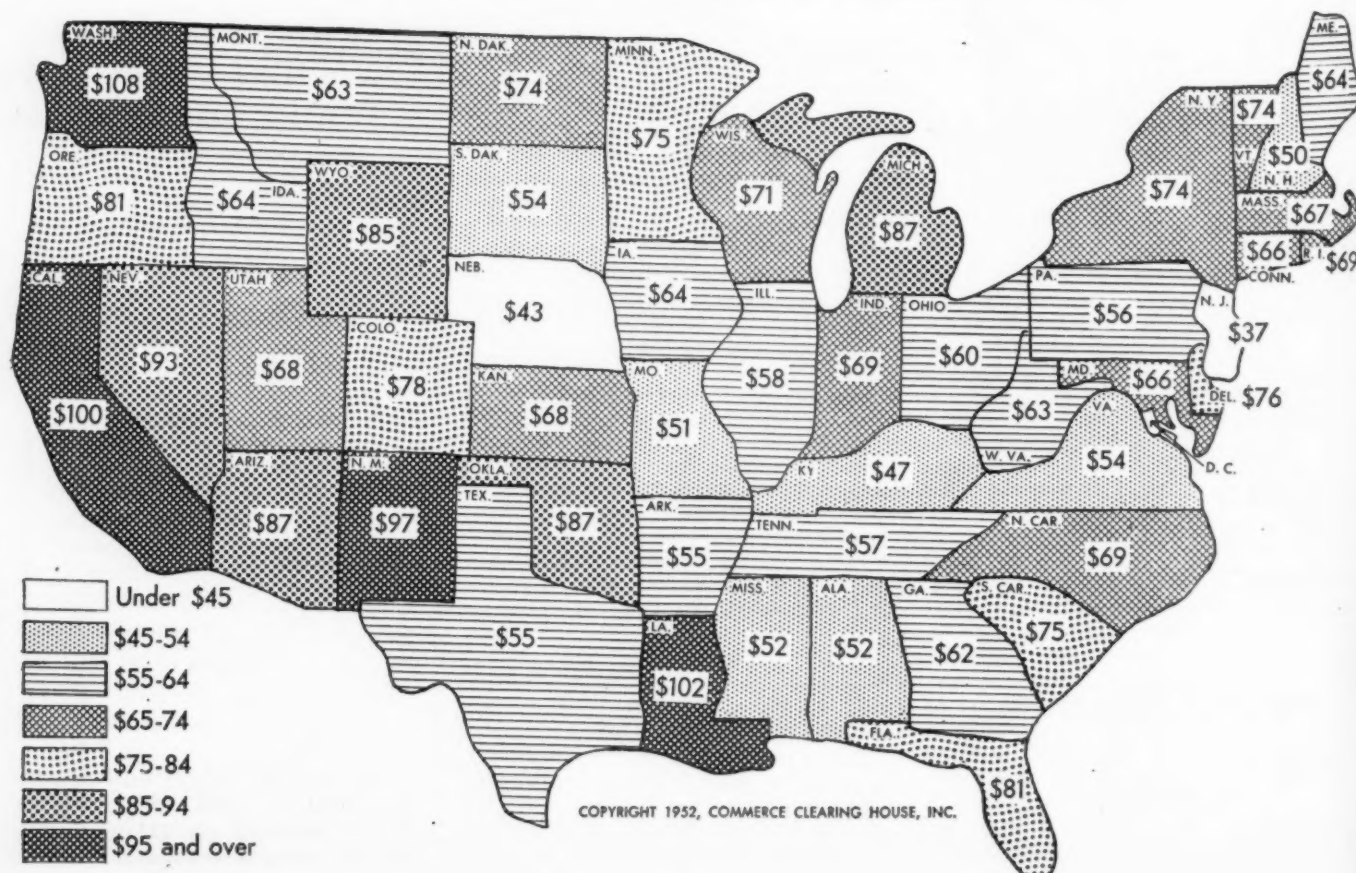 WASH.
$108
MONT.
$63
N. DAK.
$74
MINN.
$75
ME.
$64
N. Y.
$74
$74
VT.
$50
N. H.
ORE.
$81
$64
IDA.
WYO.
$85
S. DAK.
$54
WIS.
$71
MICH.
$87
MASS.
$67
$66
CONN.
R. I.
$69
CAL.
$100
NEV.
$93
UTAH
$68
COLO.
$78
NEB.
$43
IA.
$64
ILL.
$58
IND.
$69
OHIO
$60
PA.
$56
N. J.
$37
KAN.
$68
MO.
$51
KY.
$47
$63
W. VA.
MD.
$66
DEL.
$76
VA.
$54
D. C.
ARIZ.
$87
N. M.
$97
OKLA.
$87
TEX.
$55
ARK.
$55
TENN.
$57
N. CAR.
$69
LA.
$102
MISS.
$52
ALA.
$52
GA.
$62
S. CAR.
$75
FLA.
$81
Under $45
$45-54
$55-64
$65-74
$75-84
$85-94
$95 and over
COPYRIGHT 1952, COMMERCE CLEARING HOUSE, INC.